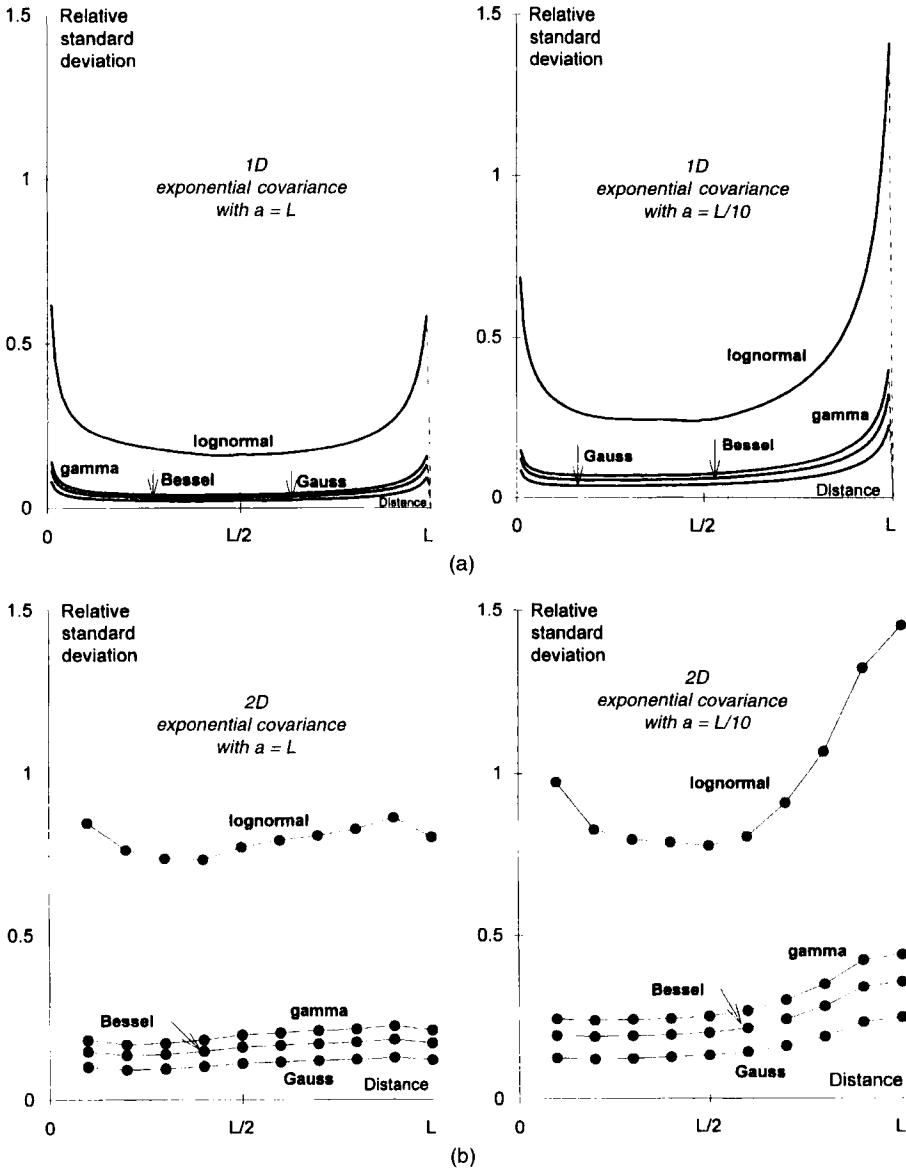 1.5
Relative
standard
deviation
1D
exponential covariance
with a = L
1
0.5
lognormal
gamma
Bessel
Gauss
Distance
0
0
L/2
L
1.5
Relative
standard
deviation
1D
exponential covariance
with a = L/10
1
0.5
lognormal
gamma
Gauss
Bessel
Distance
0
0
L/2
L
(a)
1.5
Relative
standard
deviation
2D
exponential covariance
with a = L
1
lognormal
0.5
Bessel
gamma
Gauss
Distance
0
L/2
L
1.5
Relative
standard
deviation
2D
exponential covariance
with a = L/10
1
lognormal
0.5
gamma
Bessel
Gauss
Distance
0
L/2
L
(b)